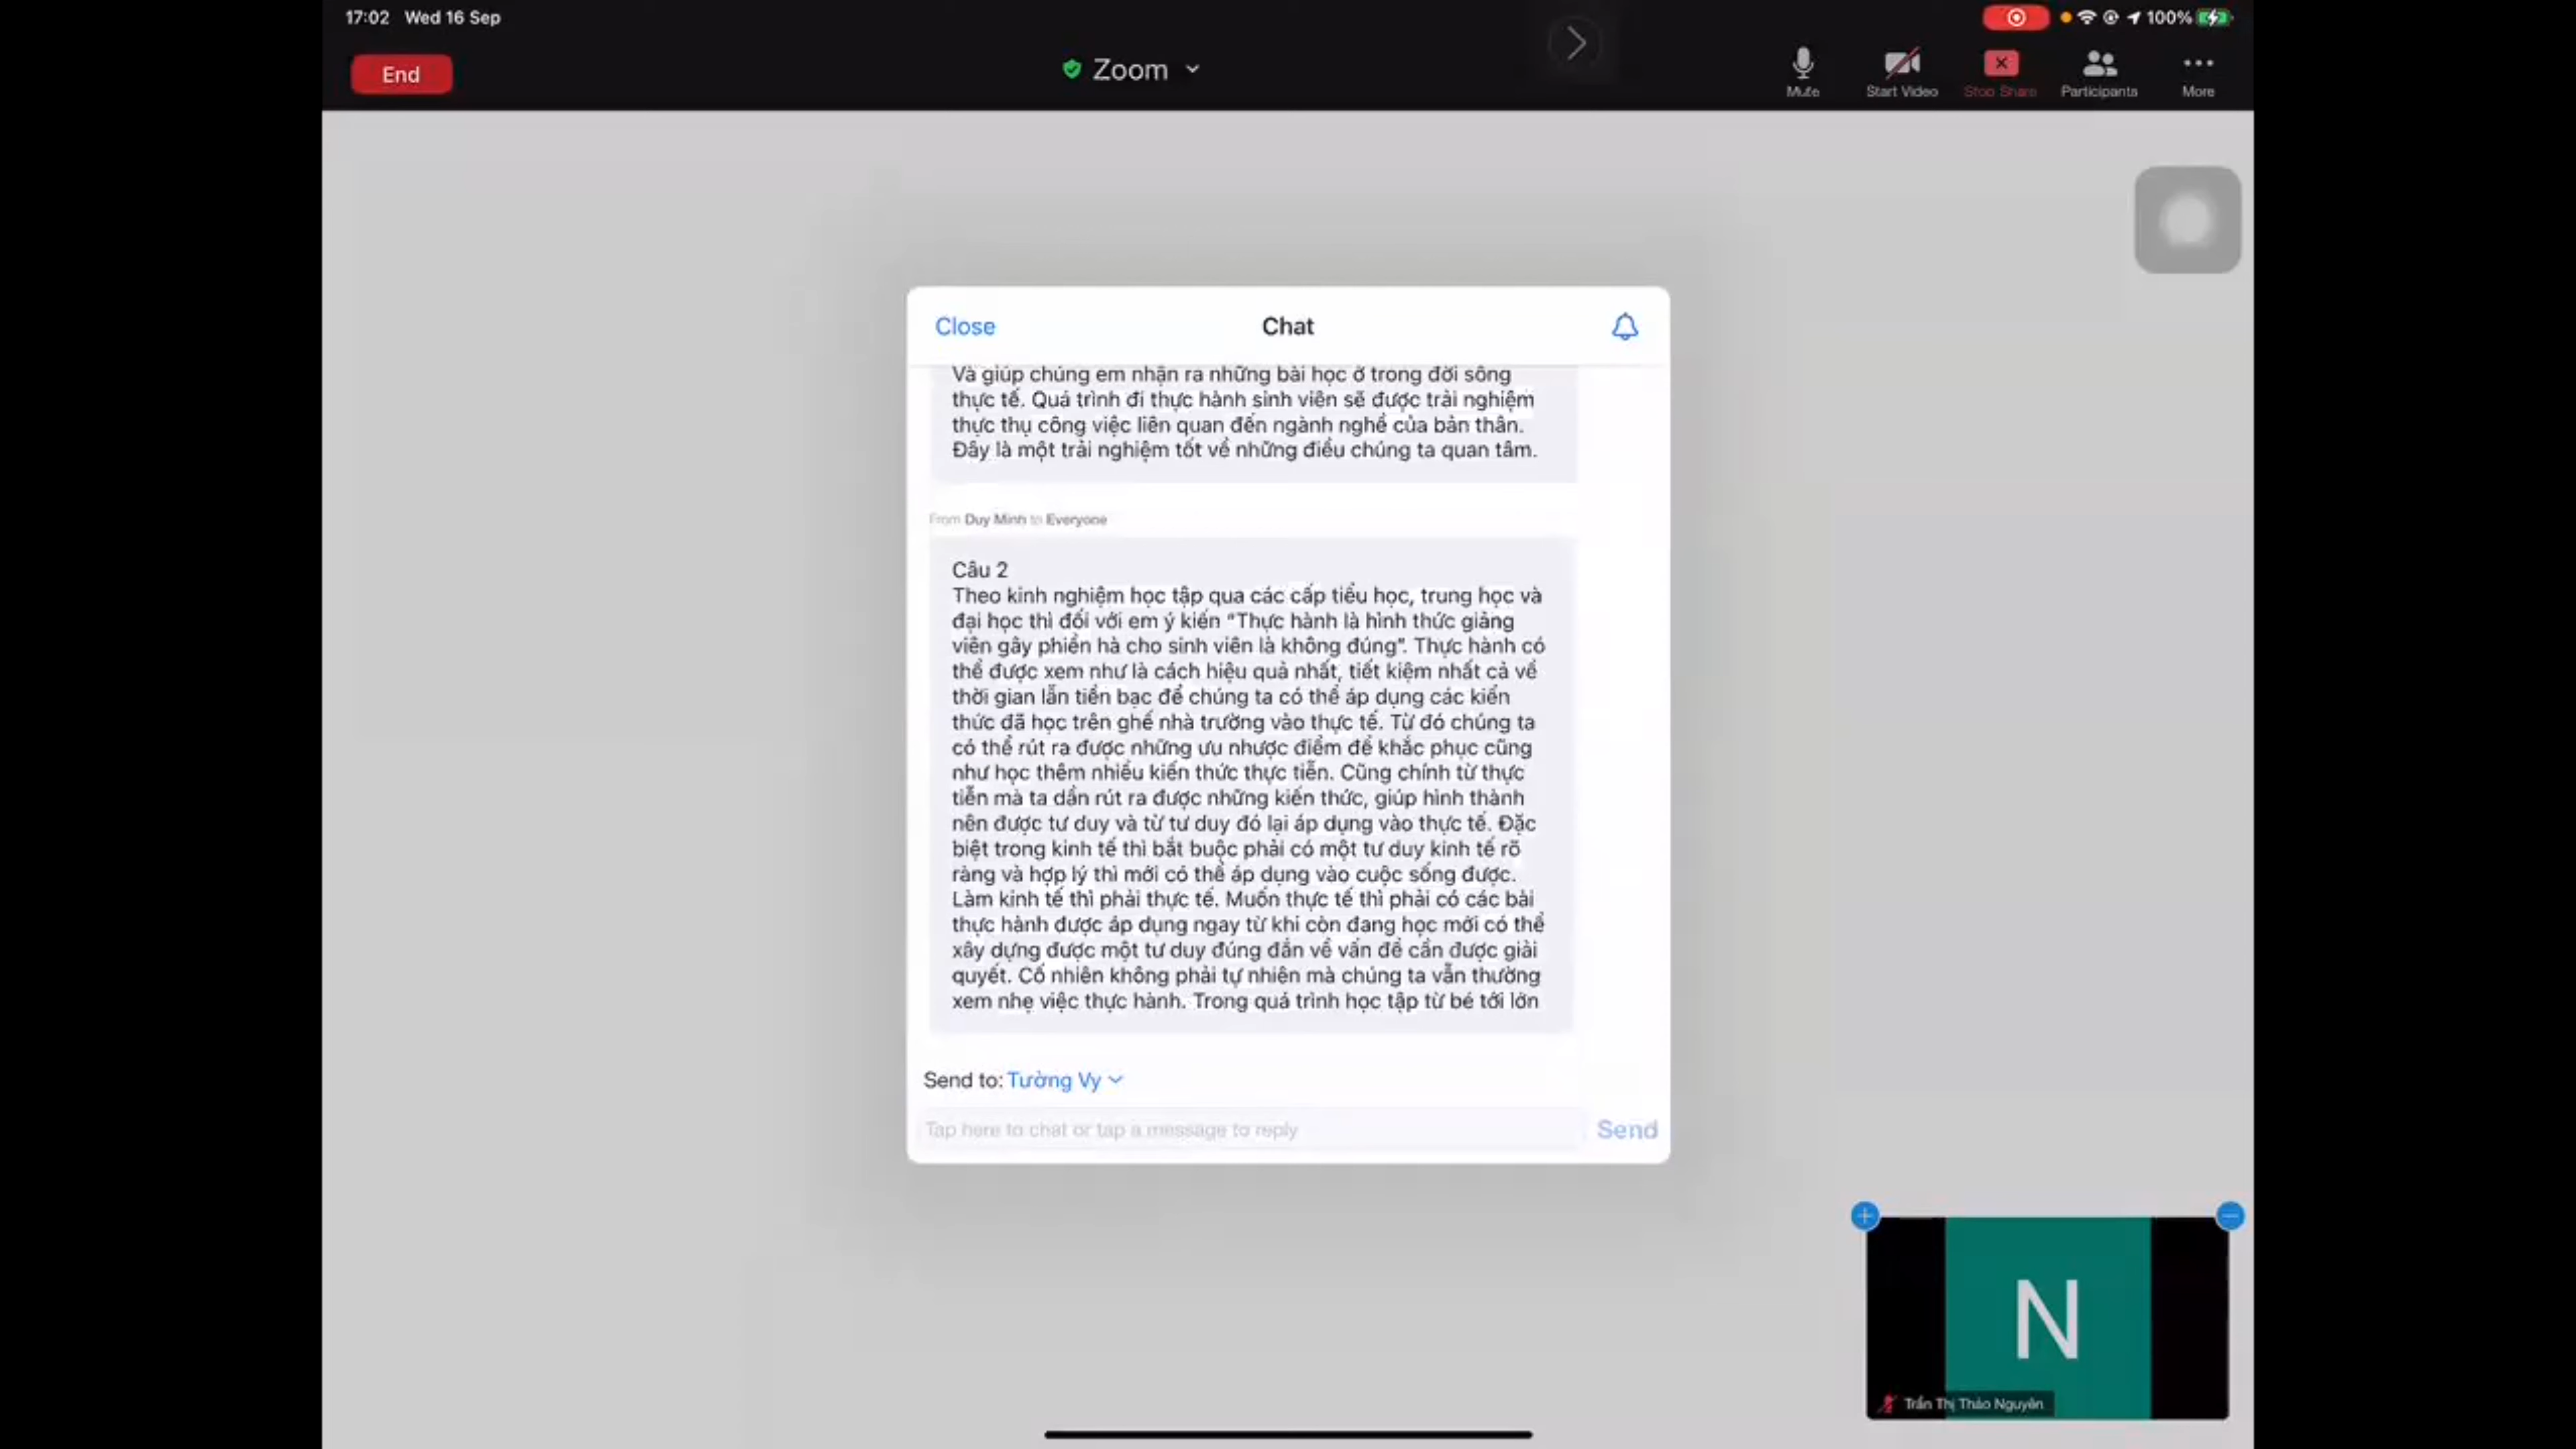 17:02 Wed 16 Sep
100%
End
Zoom
Mute
Start Video
Stop Share
Participants
More
Close
Chat
Và giúp chúng em nhận ra những bài học ở trong đời sống
thực tế. Quá trình đi thực hành sinh viên sẽ được trải nghiệm
thực thụ công việc liên quan đến ngành nghề của bản thân.
Đây là một trải nghiệm tốt về những điều chúng ta quan tâm.
From Duy Minh to Everyone
Câu 2
Theo kinh nghiệm học tập qua các cấp tiểu học, trung học và
đại học thì đối với em ý kiến “Thực hành là hình thức giảng
viên gây phiền hà cho sinh viên là không đúng”. Thực hành có
thể được xem như là cách hiệu quả nhất, tiết kiệm nhất cả về
thời gian lẫn tiền bạc để chúng ta có thể áp dụng các kiến
thức đã học trên ghế nhà trường vào thực tế. Từ đó chúng ta
có thể rút ra được những ưu nhược điểm để khắc phục cũng
như học thêm nhiều kiến thức thực tiễn. Cũng chính từ thực
tiễn mà ta dần rút ra được những kiến thức, giúp hình thành
nên được tư duy và từ tư duy đó lại áp dụng vào thực tế. Đặc
biệt trong kinh tế thì bắt buộc phải có một tư duy kinh tế rõ
ràng và hợp lý thì mới có thể áp dụng vào cuộc sống được.
Làm kinh tế thì phải thực tế. Muốn thực tế thì phải có các bài
thực hành được áp dụng ngay từ khi còn đang học mới có thể
xây dựng được một tư duy đúng đắn về vấn đề cần được giải
quyết. Cố nhiên không phải tự nhiên mà chúng ta vẫn thường
xem nhẹ việc thực hành. Trong quá trình học tập từ bé tới lớn
Send to: Tường Vy
Tap here to chat or tap a message to reply
Send
N
Trần Thị Thảo Nguyên